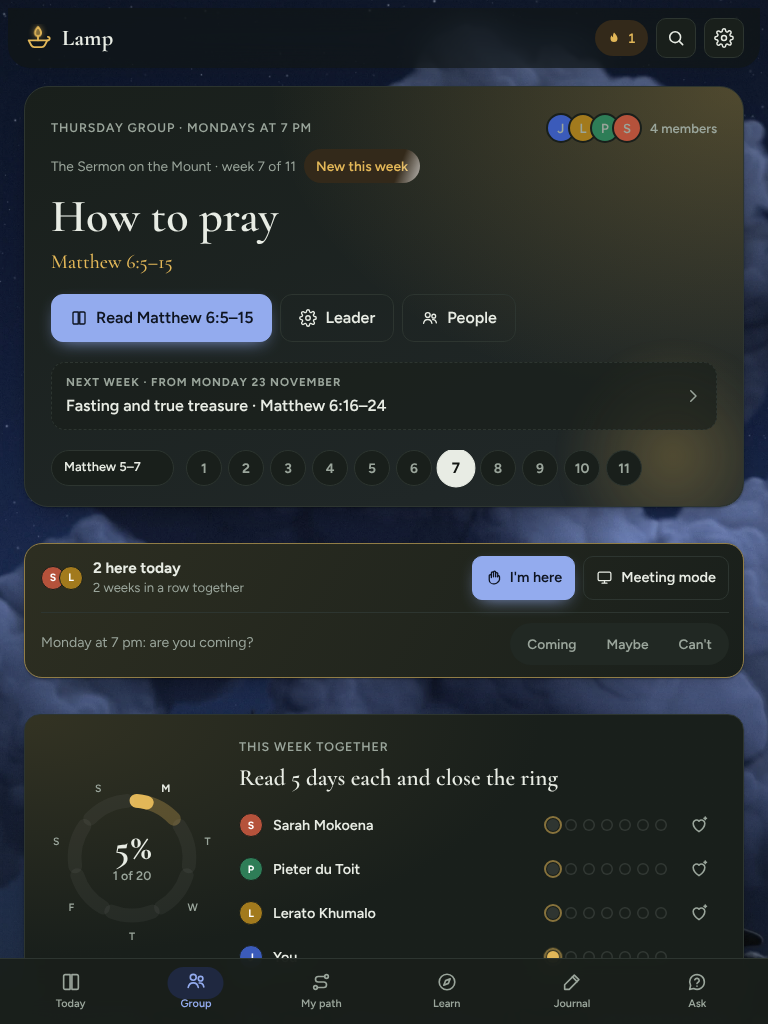 Lamp
1
THURSDAY GROUP · MONDAYS AT 7 PM
J L P S 4 members
The Sermon on the Mount · week 7 of 11 New this week
How to pray
Matthew 6:5–15
Read Matthew 6:5–15 Leader People
NEXT WEEK · FROM MONDAY 23 NOVEMBER
Fasting and true treasure · Matthew 6:16–24
Matthew 5–7 1 2 3 4 5 6 7 8 9 10 11
S L 2 here today
2 weeks in a row together
I'm here Meeting mode
Monday at 7 pm: are you coming? Coming Maybe Can't
THIS WEEK TOGETHER
Read 5 days each and close the ring
S M T W T F S
5%
1 of 20
S Sarah Mokoena
P Pieter du Toit
L Lerato Khumalo
J You
Today Group My path Learn Journal Ask